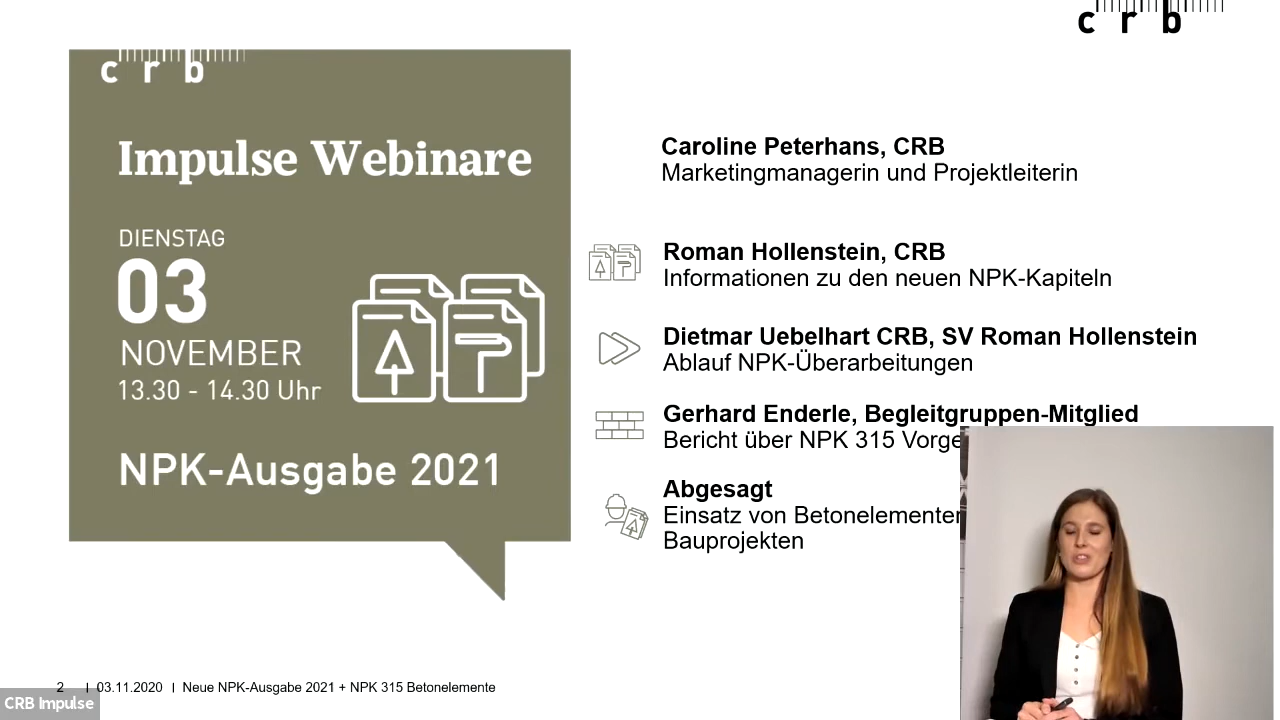 crb
crb
Impulse Webinare
DIENSTAG
03
NOVEMBER
13.30 - 14.30 Uhr
NPK-Ausgabe 2021
Caroline Peterhans, CRB
Marketingmanagerin und Projektleiterin
Roman Hollenstein, CRB
Informationen zu den neuen NPK-Kapiteln
Dietmar Uebelhart CRB, SV Roman Hollenstein
Ablauf NPK-Überarbeitungen
Gerhard Enderle, Begleitgruppen-Mitglied
Bericht über NPK 315
Abgesagt
Einsatz von
Bauprojekten
2 | 03.11.2020 | Neue NPK-Ausgabe 2021 + NPK 315 Betonelemente
CRB Impulse